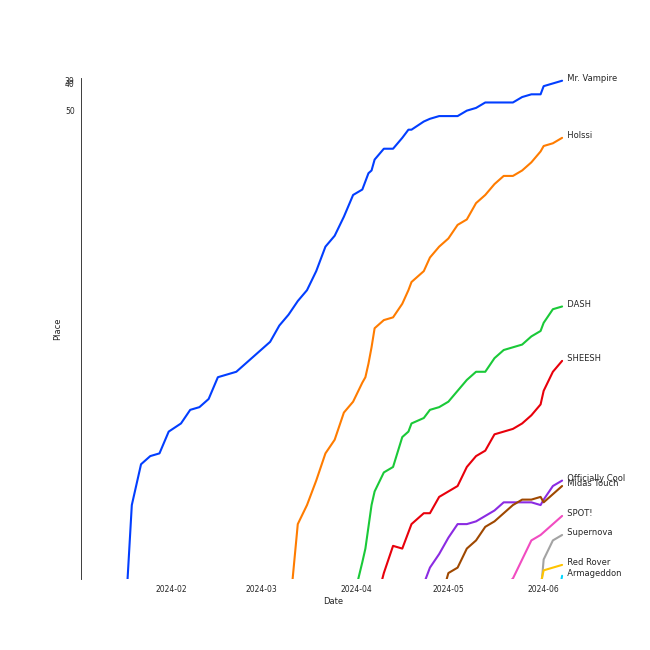 39
40
50
Place
Mr. Vampire
Holssi
DASH
SHEESH
Officially Cool
Midas Touch
SPOT!
Supernova
Red Rover
Armageddon
2024-02
2024-03
2024-04
2024-05
2024-06
Date